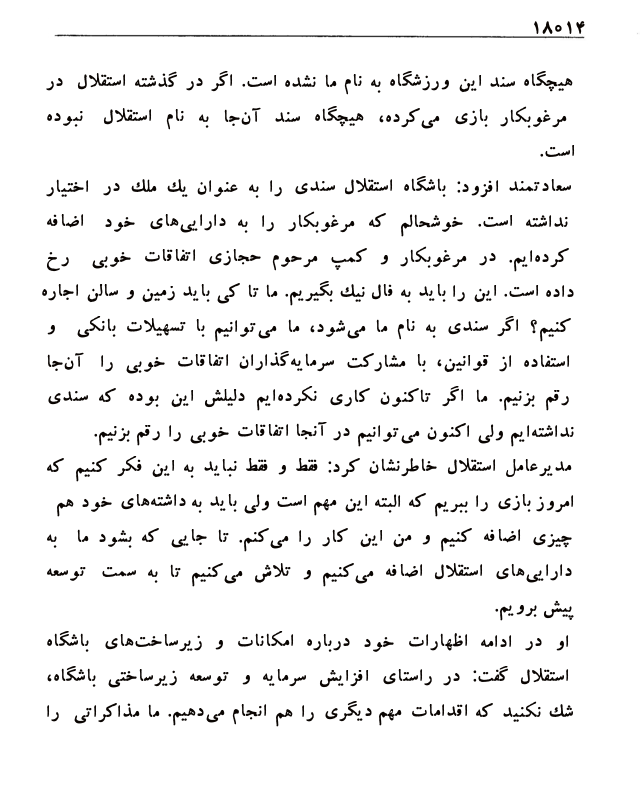 ۱۸۰۱۴
هیچگاه سند این ورزشگاه به نام ما نشده است. اگر در گذشته استقلال در
مرغوبکار بازی می‌کرده، هیچگاه سند آن‌جا به نام استقلال نبوده
است.
سعادتمند افزود: باشگاه استقلال سندی را به عنوان یك ملك در اختیار
نداشته است. خوشحالم که مرغوبکار را به دارایی‌های خود اضافه
کرده‌ایم. در مرغوبکار و کمپ مرحوم حجازی اتفاقات خوبی رخ
داده است. این را باید به فال نیك بگیریم. ما تا کی باید زمین و سالن اجاره
کنیم؟ اگر سندی به نام ما می‌شود، ما می‌توانیم با تسهیلات بانکی و
استفاده از قوانین، با مشارکت سرمایه‌گذاران اتفاقات خوبی را آن‌جا
رقم بزنیم. ما اگر تاکنون کاری نکرده‌ایم دلیلش این بوده که سندی
نداشته‌ایم ولی اکنون می‌توانیم در آنجا اتفاقات خوبی را رقم بزنیم.
مدیرعامل استقلال خاطرنشان کرد: فقط و فقط نباید به این فکر کنیم که
امروز بازی را ببریم که البته این مهم است ولی باید به داشته‌های خود هم
چیزی اضافه کنیم و من این کار را می‌کنم. تا جایی که بشود ما به
دارایی‌های استقلال اضافه می‌کنیم و تلاش می‌کنیم تا به سمت توسعه
پیش برویم.
او در ادامه اظهارات خود درباره امکانات و زیرساخت‌های باشگاه
استقلال گفت: در راستای افزایش سرمایه و توسعه زیرساختی باشگاه،
شك نکنید که اقدامات مهم دیگری را هم انجام می‌دهیم. ما مذاکراتی را